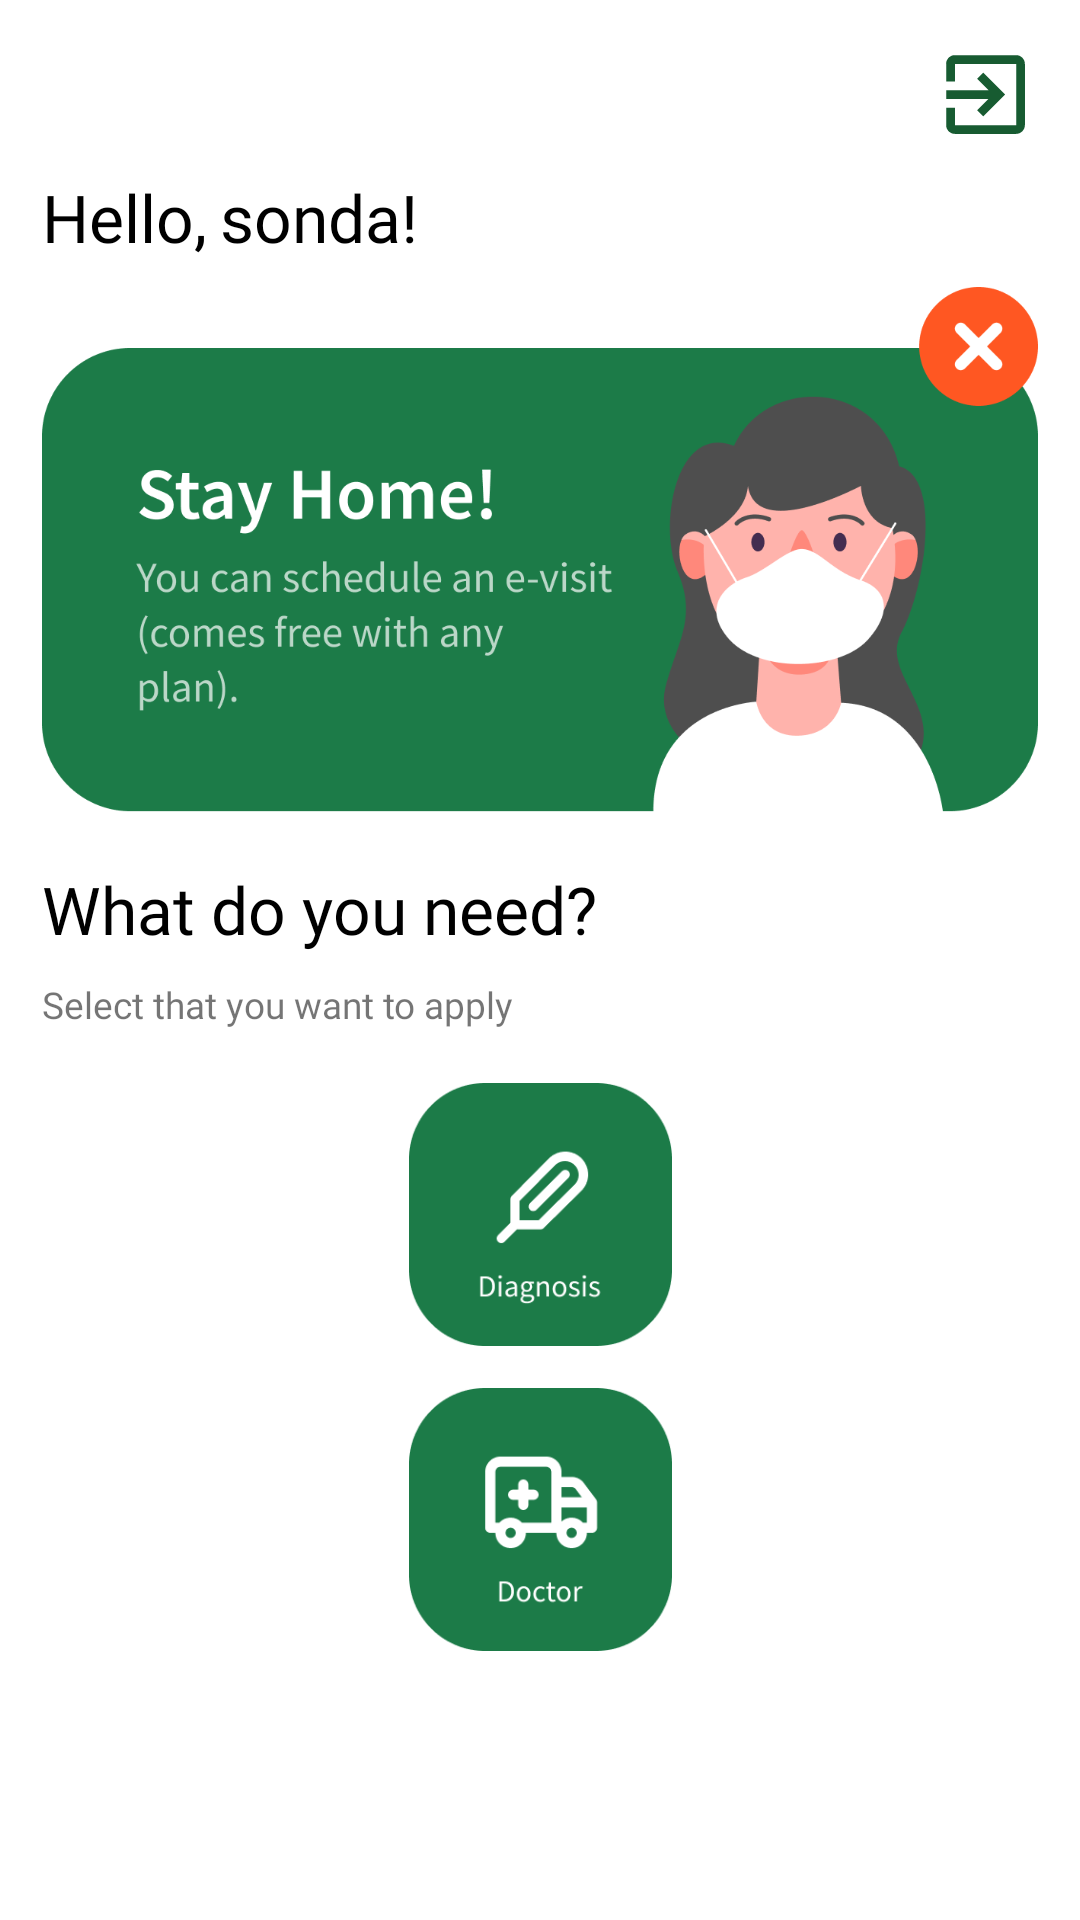 Hello, sonda!
Stay Home!
You can schedule an e-visit
(comes free with any
plan).
What do you need?
Select that you want to apply
Diagnosis
Doctor